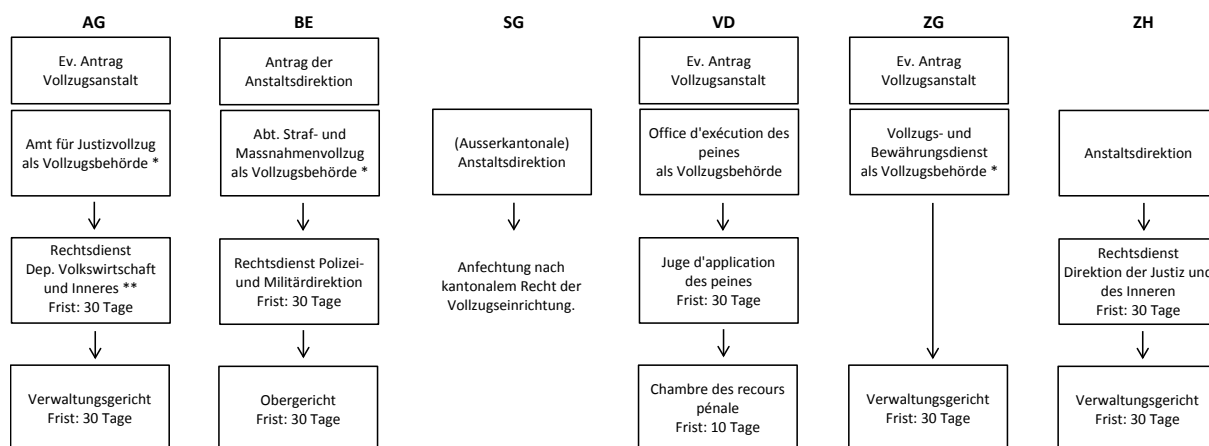 AG
BE
SG
VD
ZG
ZH
Ev. Antrag
Vollzugsanstalt
Antrag der
Anstaltsdirektion
Ev. Antrag
Vollzugsanstalt
Ev. Antrag
Vollzugsanstalt
Amt für Justizvollzug
als Vollzugsbehörde *
Abt. Straf- und
Massnahmenvollzug
als Vollzugsbehörde *
(Ausserkantonale)
Anstaltsdirektion
Office d'exécution des
peines
als Vollzugsbehörde
Vollzugs- und
Bewährungsdienst
als Vollzugsbehörde *
Anstaltsdirektion
Rechtsdienst
Dep. Volkswirtschaft
und Inneres **
Frist: 30 Tage
Rechtsdienst Polizei-
und Militärdirektion
Frist: 30 Tage
Anfechtung nach
kantonalem Recht der
Vollzugseinrichtung.
Juge d'application
des peines
Frist: 30 Tage
Rechtsdienst
Direktion der Justiz und
des Inneren
Frist: 30 Tage
Verwaltungsgericht
Frist: 30 Tage
Obergericht
Frist: 30 Tage
Chambre des recours
pénale
Frist: 10 Tage
Verwaltungsgericht
Frist: 30 Tage
Verwaltungsgericht
Frist: 30 Tage